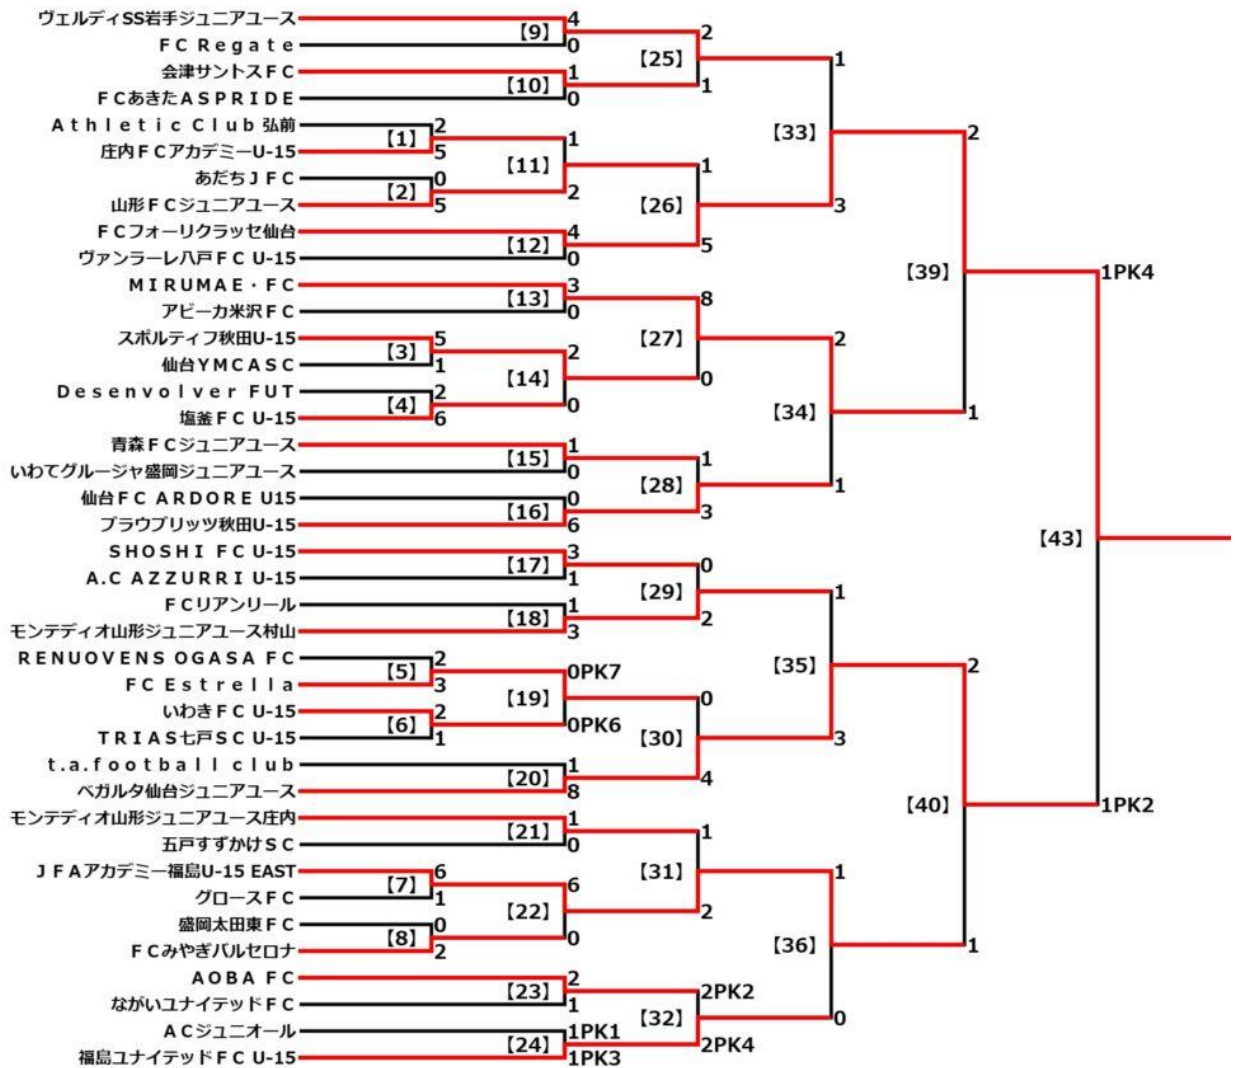 ヴェルディSS岩手ジュニアユース
4
【9】
2
FC Regate
0
【25】
1
会津サントスFC
1
【10】
1
FCあきたASPRIDE
0
Athletic Club 弘前
2
【1】
1
【33】
2
庄内FCアカデミーU-15
5
【11】
1
あだちJFC
0
【2】
2
【26】
3
山形FCジュニアユース
5
FCフォーリクラッセ仙台
4
【12】
5
ヴァンラーレ八戸FC U-15
0
【39】
1PK4
MIRUMAE・FC
3
【13】
8
アビーカ米沢FC
0
スポルティフ秋田U-15
5
【3】
2
【27】
2
仙台YMCASC
1
【14】
0
Desenvolver FUT
2
【4】
0
【34】
1
塩釜FC U-15
6
青森FCジュニアユース
1
【15】
1
いわてグルージャ盛岡ジュニアユース
0
【28】
1
仙台FC ARDORE U15
0
【16】
3
ブラウブリッツ秋田U-15
6
【43】
SHOSHI FC U-15
3
【17】
0
A.C AZZURRI U-15
1
【29】
1
FCリアンリール
1
【18】
2
モンテディオ山形ジュニアユース村山
3
RENUOVENS OGASA FC
2
【5】
0PK7
【35】
2
FC Estrella
3
【19】
0
いわきFC U-15
2
【6】
0PK6
【30】
3
TRIAS七戸SC U-15
1
t.a.football club
1
【20】
4
ベガルタ仙台ジュニアユース
8
【40】
1PK2
モンテディオ山形ジュニアユース庄内
1
【21】
1
五戸すずかけSC
0
JFAアカデミー福島U-15 EAST
6
【7】
6
【31】
1
グロースFC
1
【22】
2
盛岡太田東FC
0
【8】
0
【36】
1
FCみやぎバルセロナ
2
AOBA FC
2
【23】
2PK2
ながいユナイテッドFC
1
【32】
0
ACジュニオール
1PK1
【24】
2PK4
福島ユナイテッドFC U-15
1PK3